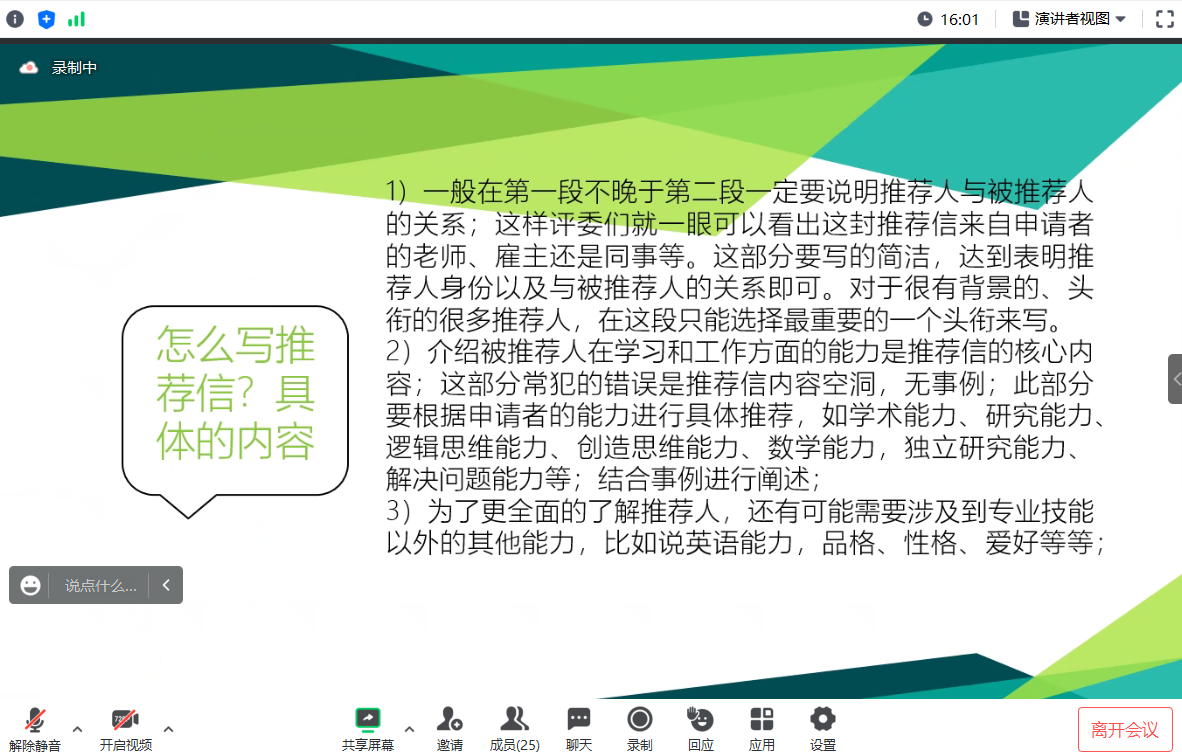 16:01
演讲者视图
录制中
1）一般在第一段不晚于第二段一定要说明推荐人与被推荐人
的关系；这样评委们就一眼可以看出这封推荐信来自申请者
的老师、雇主还是同事等。这部分要写的简洁，达到表明推
荐人身份以及与被推荐人的关系即可。对于很有背景的、头
衔的很多推荐人，在这段只能选择最重要的一个头衔来写。
2）介绍被推荐人在学习和工作方面的能力是推荐信的核心内
容；这部分常犯的错误是推荐信内容空洞，无事例；此部分
要根据申请者的能力进行具体推荐，如学术能力、研究能力、
逻辑思维能力、创造思维能力、数学能力，独立研究能力、
解决问题能力等；结合事例进行阐述；
3）为了更全面的了解推荐人，还有可能需要涉及到专业技能
以外的其他能力，比如说英语能力，品格、性格、爱好等等；
怎么写推
荐信？具
体的内容
说点什么...
解除静音
开启视频
共享屏幕
邀请
成员(25)
聊天
录制
回应
应用
设置
离开会议